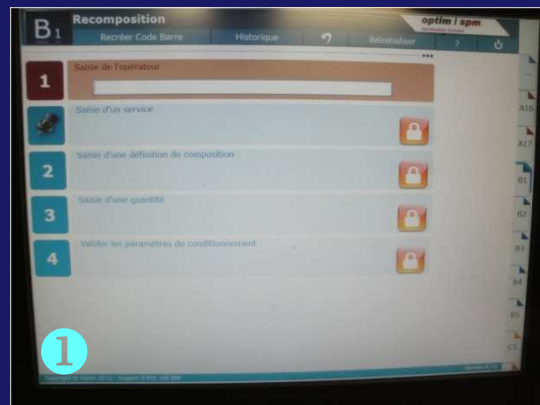 B1
Recomposition
optim | spm
Recréer Code Barre
Historique
Réinitialiser
?
1
Saisie de l'opérateur
Saisie d'un service
2
Saisie d'une définition de composition
3
Saisie d'une quantité
4
Valider les paramètres de conditionnement
A16
A17
B1
B2
B3
B4
B5
C1
1